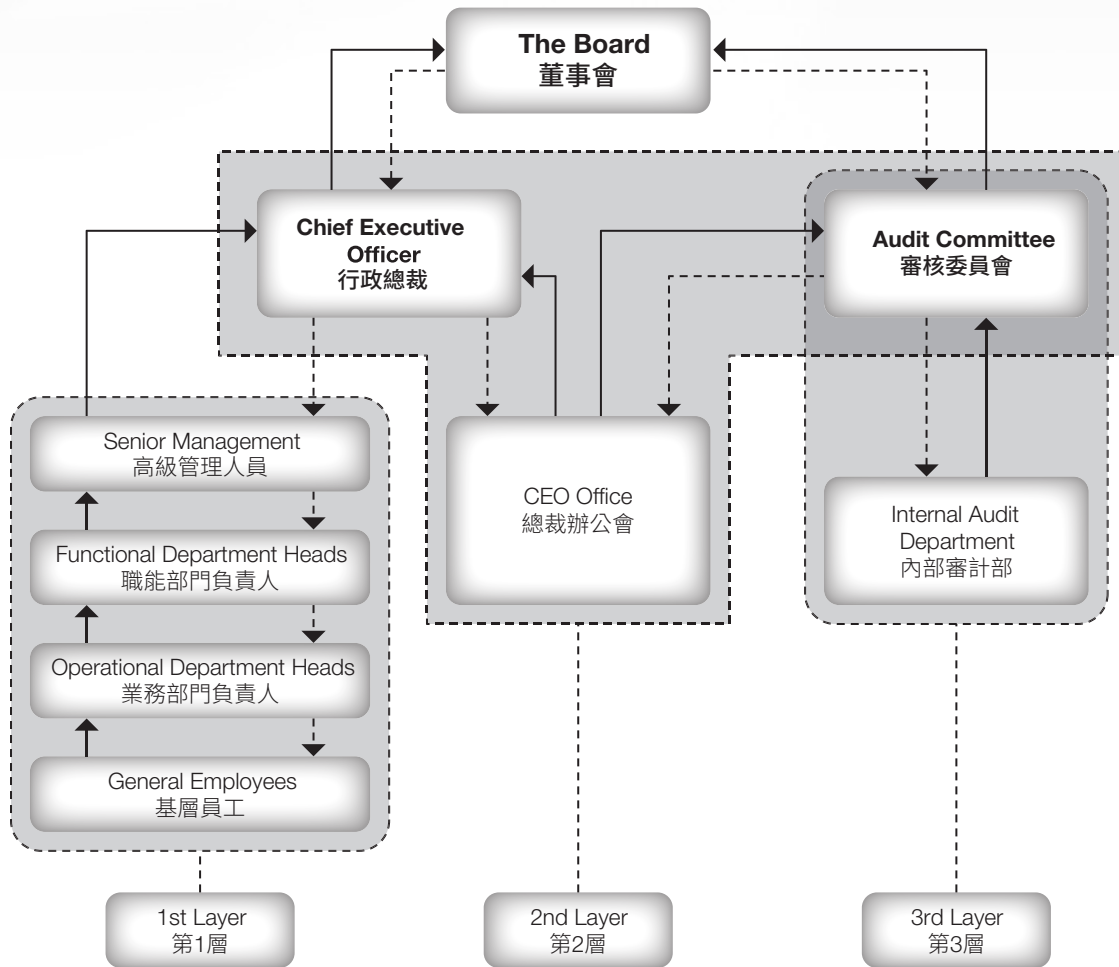 The Board
董事會
Chief Executive
Officer
行政總裁
Audit Committee
審核委員會
Senior Management
高級管理人員
Functional Department Heads
職能部門負責人
Operational Department Heads
業務部門負責人
General Employees
基層員工
CEO Office
總裁辦公會
Internal Audit
Department
內部審計部
1st Layer
第1層
2nd Layer
第2層
3rd Layer
第3層